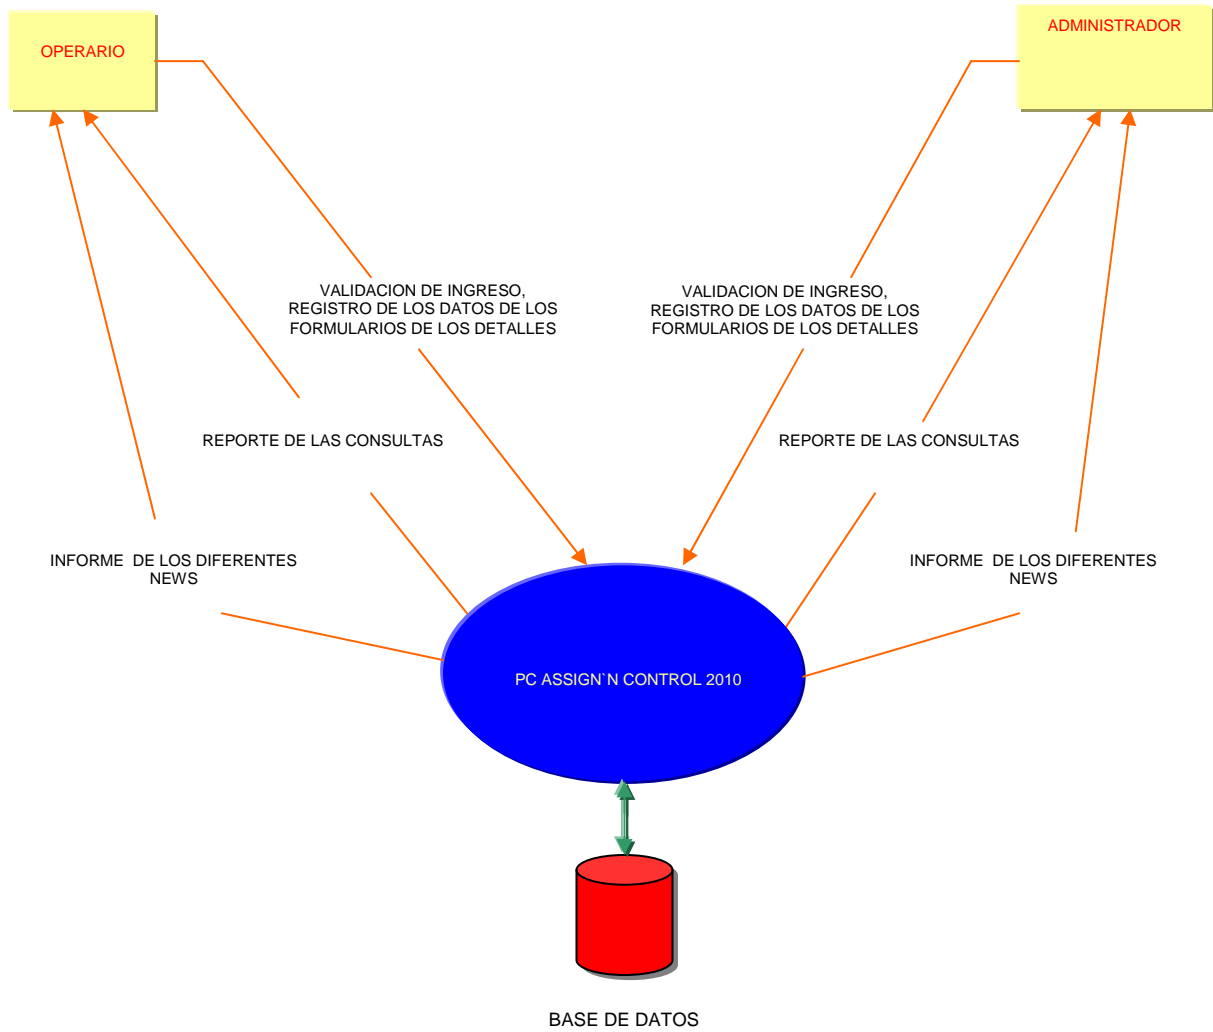 OPERARIO
ADMINISTRADOR
VALIDACION DE INGRESO,
REGISTRO DE LOS DATOS DE LOS
FORMULARIOS DE LOS DETALLES
VALIDACION DE INGRESO,
REGISTRO DE LOS DATOS DE LOS
FORMULARIOS DE LOS DETALLES
REPORTE DE LAS CONSULTAS
REPORTE DE LAS CONSULTAS
INFORME  DE LOS DIFERENTES
NEWS
INFORME  DE LOS DIFERENTES
NEWS
PC ASSIGN`N CONTROL 2010
BASE DE DATOS